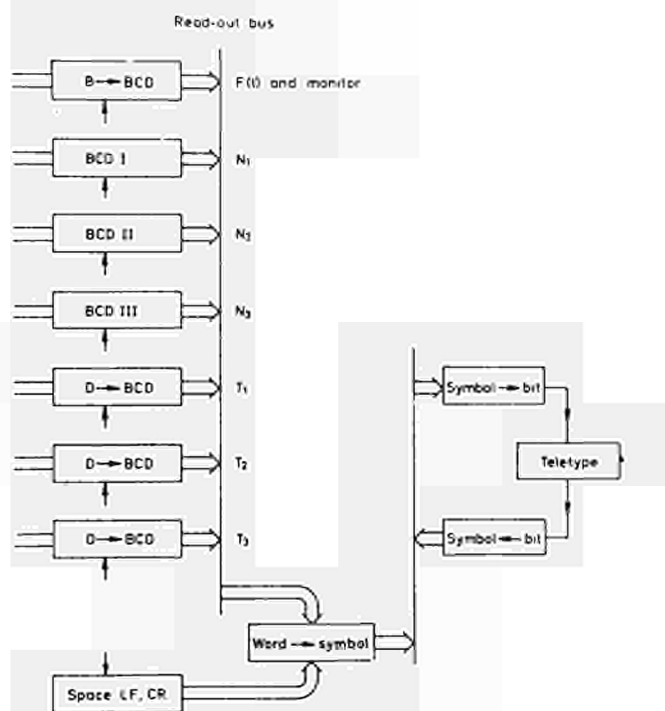 Read-out bus
B→BCD
F(t) and monitor
BCD I
N1
BCD II
N2
BCD III
N3
D→BCD
T1
D→BCD
T2
D→BCD
T3
Symbol→bit
Teletype
Symbol←bit
Word→symbol
Space LF, CR